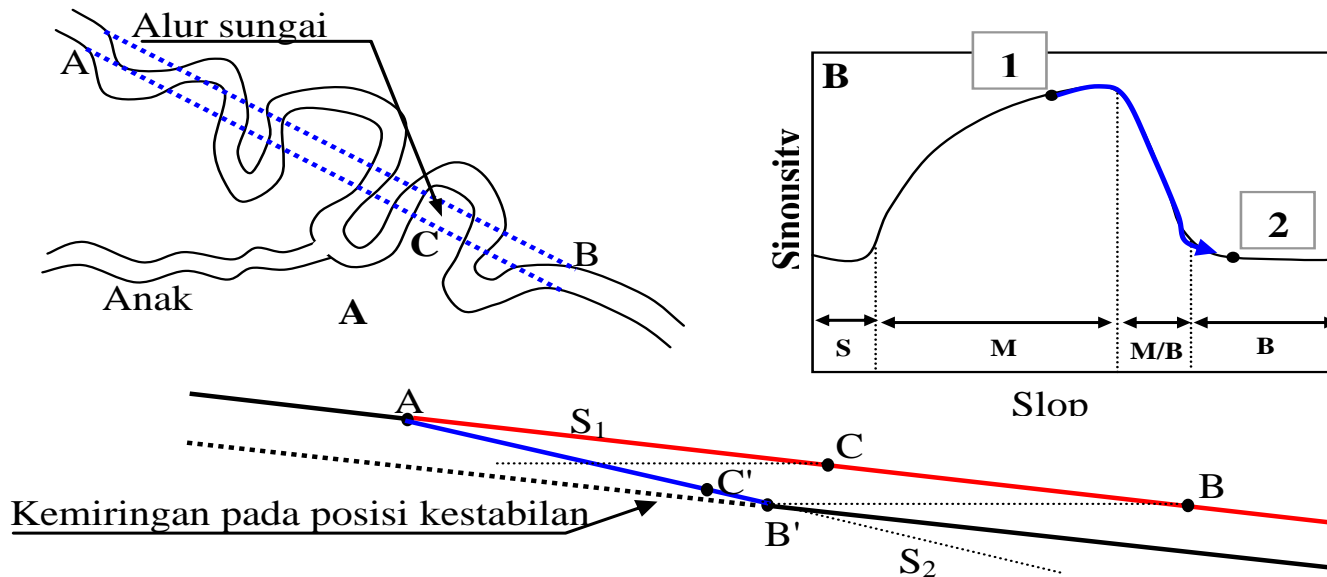 Alur sungai
A
C
B
Anak
A
B
1
2
Sinousity
S
M
M/B
B
Slop
A
S₁
C
C'
B
Kemiringan pada posisi kestabilan
B'
S₂